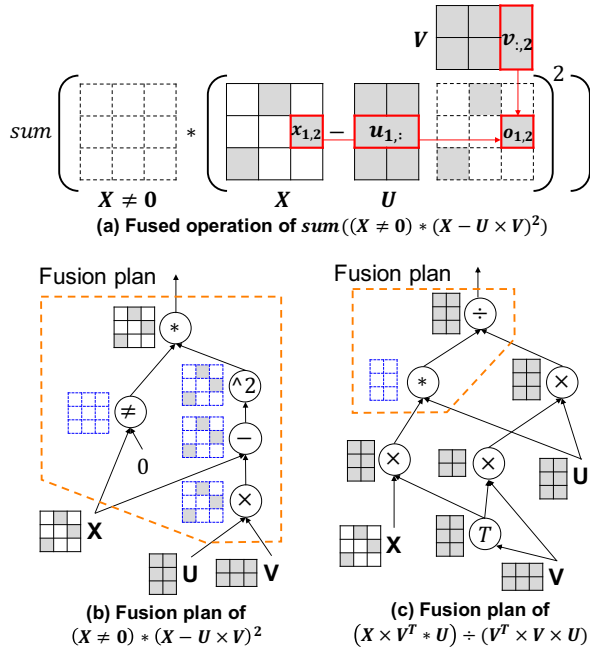 V v:,2
sum ( * ( x1,2 − u1,: o1,2 )2 )
X ≠ 0 X U
(a) Fused operation of sum((X ≠ 0) * (X − U × V)2)
Fusion plan
*
≠ ^2
−
0
×
X
U V
(b) Fusion plan of
(X ≠ 0) * (X − U × V)2
Fusion plan
÷
* ×
× ×
U
X T
V
(c) Fusion plan of
(X × VT * U) ÷ (VT × V × U)